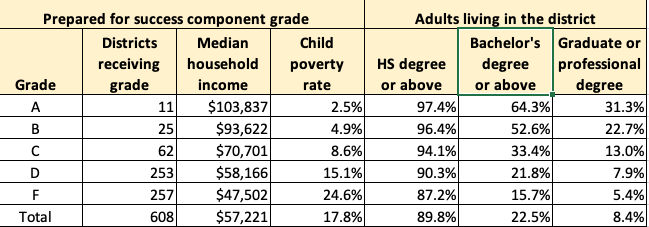 Prepared for success component grade Adults living in the district
Districts Median Child Bachelor's Graduate or
receiving household poverty HS degree degree professional
Grade grade income rate or above or above degree
A 11 $103,837 2.5% 97.4% 64.3% 31.3%
B 25 $93,622 4.9% 96.4% 52.6% 22.7%
C 62 $70,701 8.6% 94.1% 33.4% 13.0%
D 253 $58,166 15.1% 90.3% 21.8% 7.9%
F 257 $47,502 24.6% 87.2% 15.7% 5.4%
Total 608 $57,221 17.8% 89.8% 22.5% 8.4%